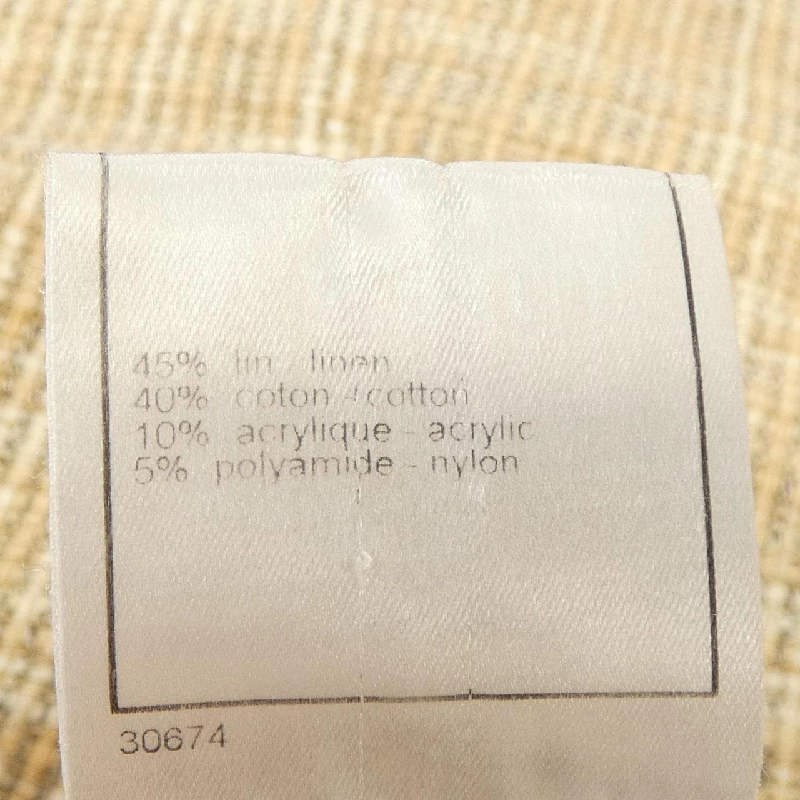 45% lin - linen
40% coton - cotton
10% acrylique - acrylic
5% polyamide - nylon
30674